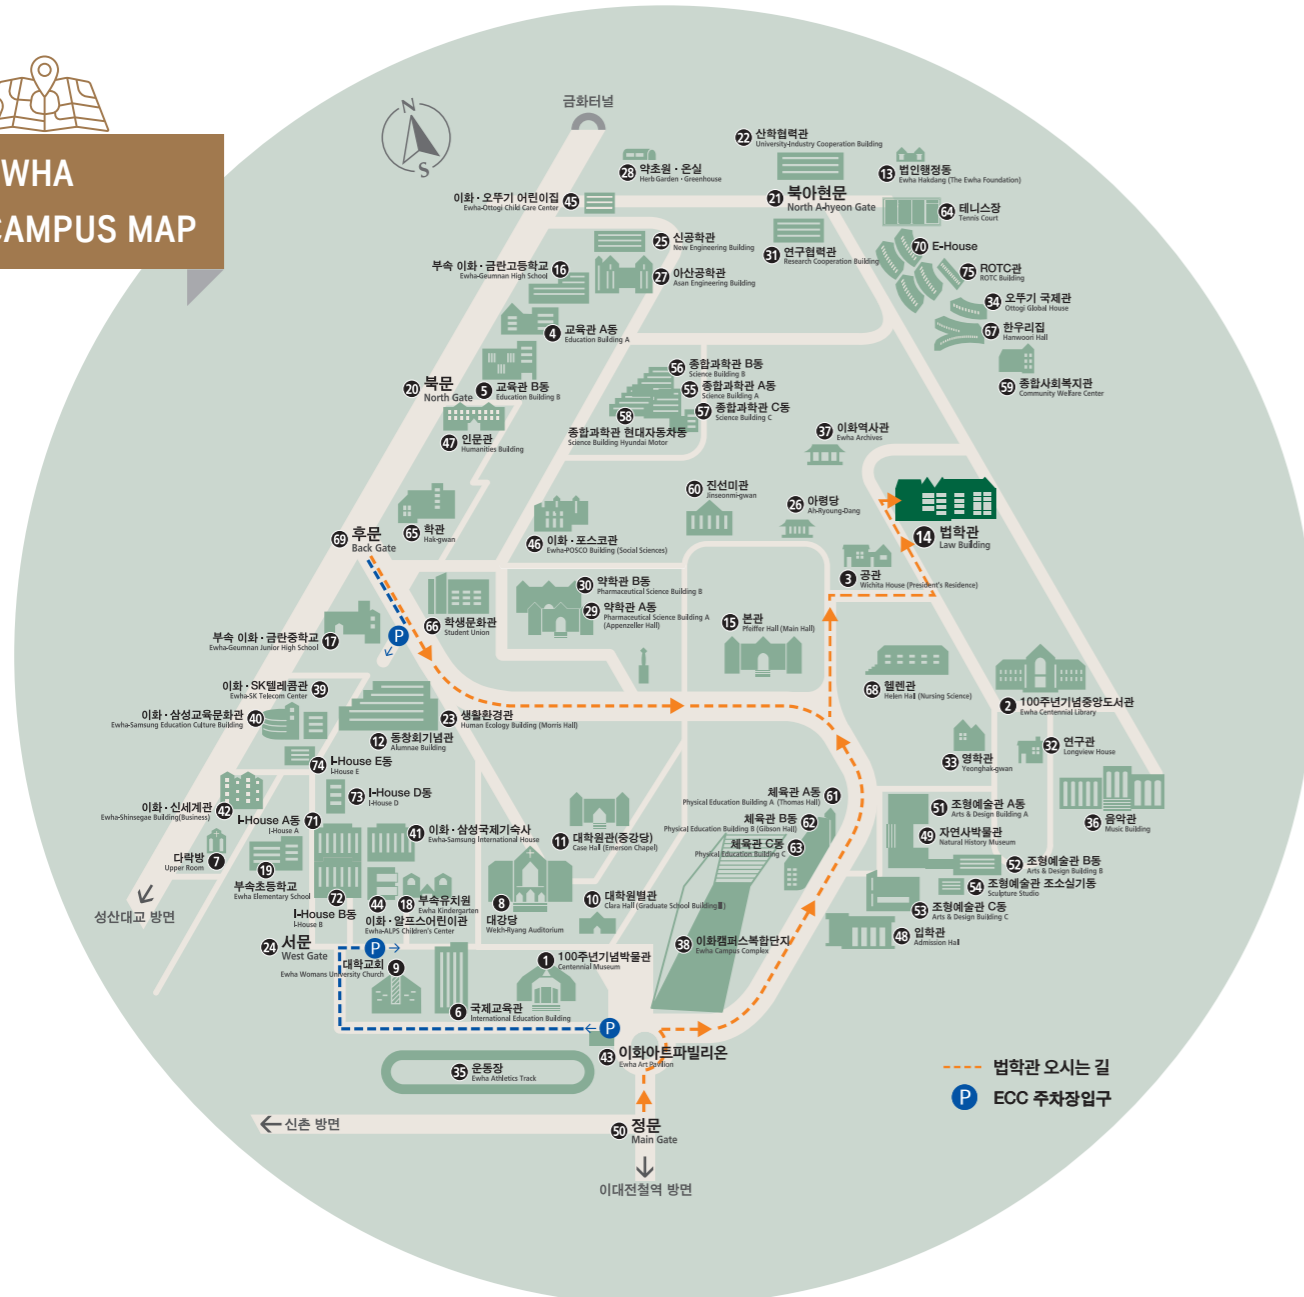 WHA
CAMPUS MAP
N
S
금화터널
22 산학협력관
University-Industry Cooperation Building
28 약초원 · 온실
Herb Garden · Greenhouse
13 법인행정동
Ewha Hakdang (The Ewha Foundation)
이화 · 오뚜기 어린이집 45
Ewha-Ottogi Child Care Center
21 북아현문
North A-hyeon Gate
64 테니스장
Tennis Court
25 신공학관
New Engineering Building
31 연구협력관
Research Cooperation Building
70 E-House
부속 이화 · 금란고등학교 16
Ewha-Geumnan High School
27 아산공학관
Asan Engineering Building
75 ROTC관
ROTC Building
34 오뚜기 국제관
Ottogi Global House
4 교육관 A동
Education Building A
67 한우리집
Hanwoori Hall
56 종합과학관 B동
Science Building B
20 북문
North Gate
5 교육관 B동
Education Building B
55 종합과학관 A동
Science Building A
59 종합사회복지관
Community Welfare Center
57 종합과학관 C동
Science Building C
58
종합과학관 현대자동차동
Science Building Hyundai Motor
47 인문관
Humanities Building
37 이화역사관
Ewha Archives
60 진선미관
Jinseonmi-gwan
26 아령당
Ah-Ryoung-Dang
65 학관
Hak-gwan
69 후문
Back Gate
46 이화 · 포스코관
Ewha-POSCO Building (Social Sciences)
14 법학관
Law Building
3 공관
Wichita House (President's Residence)
30 약학관 B동
Pharmaceutical Science Building B
29 약학관 A동
Pharmaceutical Science Building A
(Appenzeller Hall)
66 학생문화관
Student Union
15 본관
Pfeiffer Hall (Main Hall)
부속 이화 · 금란중학교 17
Ewha-Geumnan Junior High School
P
이화 · SK텔레콤관 39
Ewha-SK Telecom Center
68 헬렌관
Helen Hall (Nursing Science)
이화 · 삼성교육문화관 40
Ewha-Samsung Education Culture Building
23 생활환경관
Human Ecology Building (Morris Hall)
2 100주년기념중앙도서관
Ewha Centennial Library
12 동창회기념관
Alumnae Building
32 연구관
Longview House
33 영학관
Yeonghak-gwan
74 I-House E동
I-House E
73 I-House D동
I-House D
체육관 A동 61
Physical Education Building A (Thomas Hall)
이화 · 신세계관 42
Ewha-Shinsegae Building(Business)
I-House A동 71
I-House A
체육관 B동 62
Physical Education Building B (Gibson Hall)
51 조형예술관 A동
Arts & Design Building A
36 음악관
Music Building
41 이화 · 삼성국제기숙사
Ewha-Samsung International House
11 대학원관(중강당)
Case Hall (Emerson Chapel)
체육관 C동 63
Physical Education Building C
49 자연사박물관
Natural History Museum
다락방 7
Upper Room
52 조형예술관 B동
Arts & Design Building B
19
부속초등학교
Ewha Elementary School
54 조형예술관 조소실기동
Sculpture Studio
72
I-House B동
I-House B
18 부속유치원
Ewha Kindergarten
44
이화 · 알프스어린이관
Ewha-ALPS Children's Center
8
대강당
Welch-Ryang Auditorium
10 대학원별관
Clara Hall (Graduate School Building Ⅲ)
53 조형예술관 C동
Arts & Design Building C
성산대교 방면
24 서문
West Gate
P
38 이화캠퍼스복합단지
Ewha Campus Complex
48 입학관
Admission Hall
대학교회 9
Ewha Womans University Church
1 100주년기념박물관
Centennial Museum
6 국제교육관
International Education Building
P
43 이화아트파빌리온
Ewha Art Pavilion
35 운동장
Ewha Athletics Track
법학관 오시는 길
P ECC 주차장입구
신촌 방면
50 정문
Main Gate
이대전철역 방면